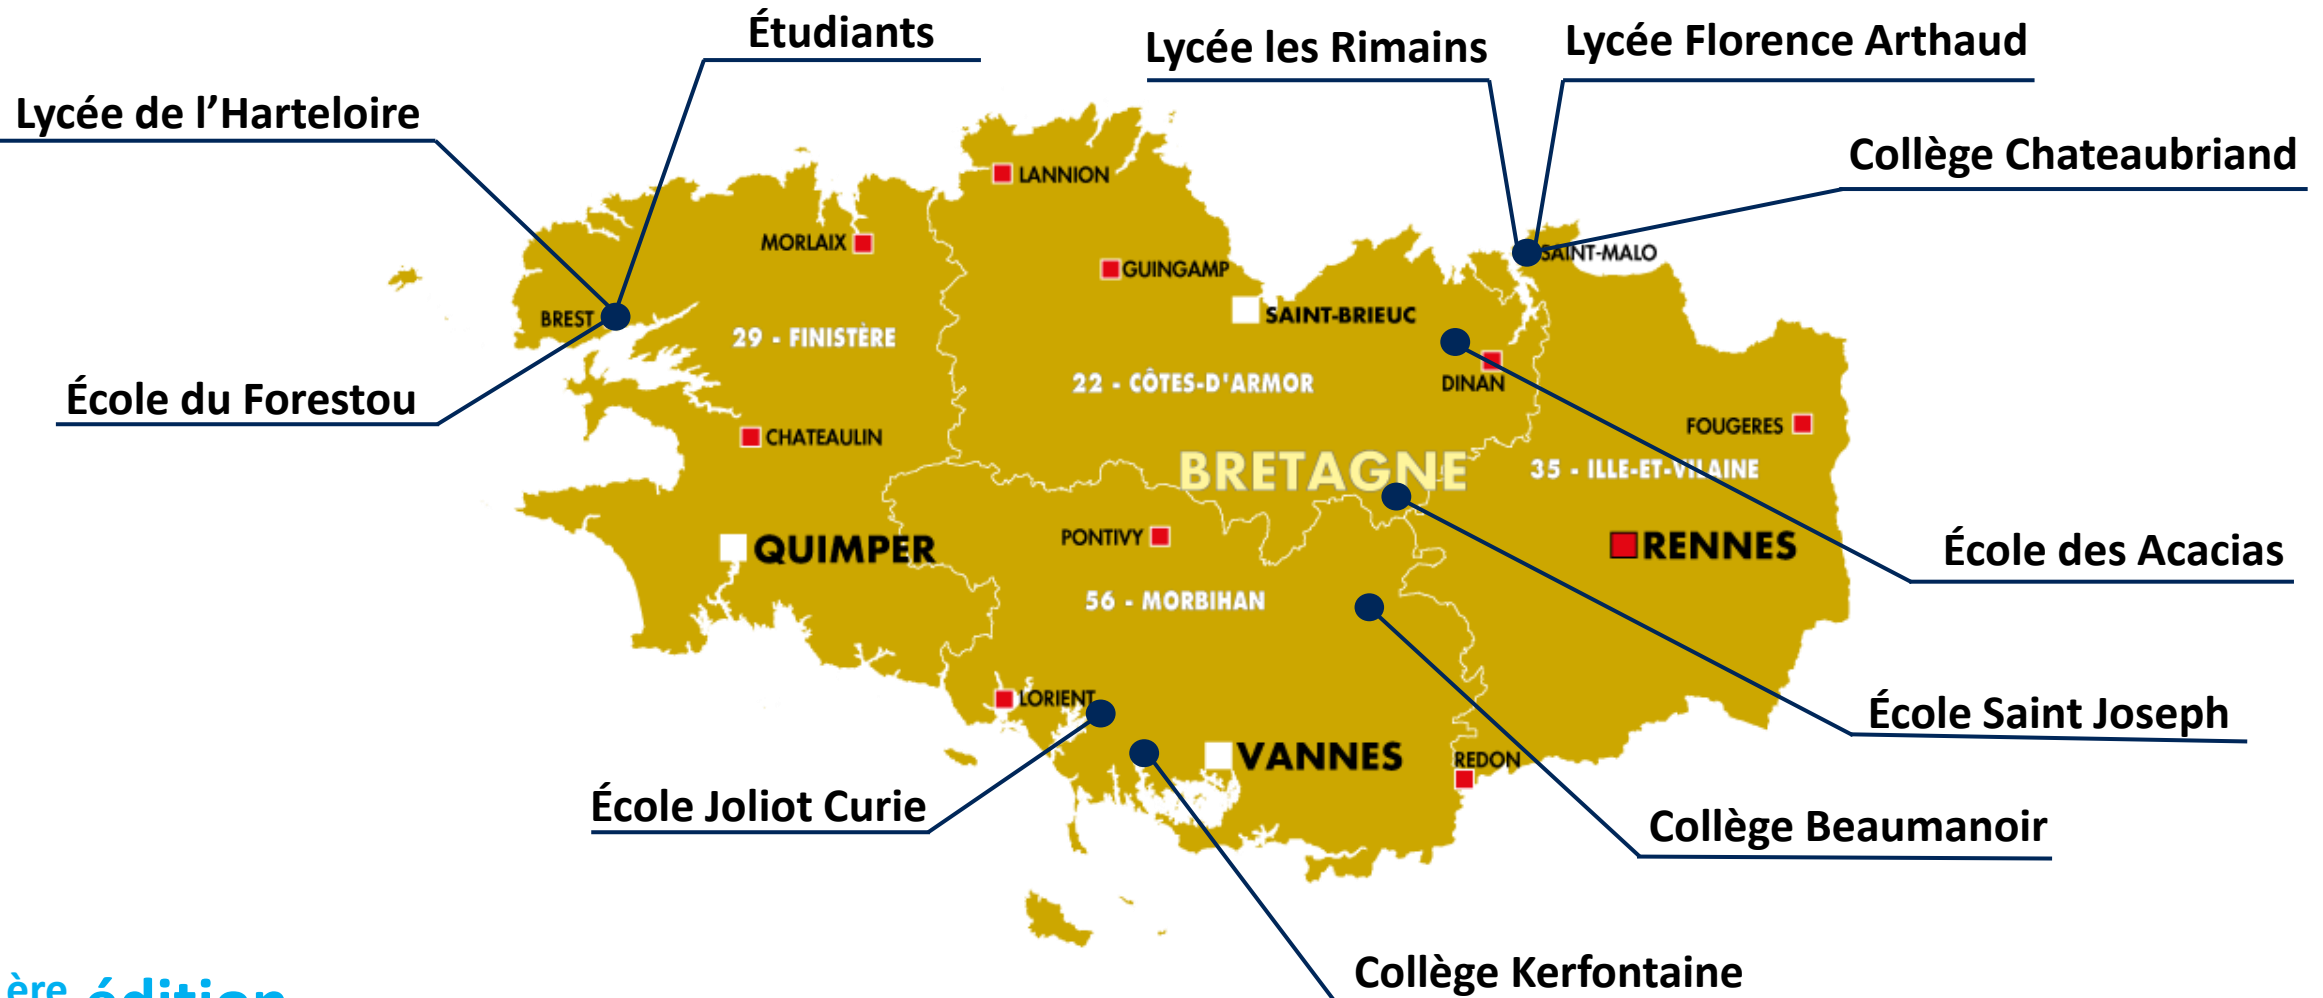 Étudiants
Lycée les Rimains
Lycée Florence Arthaud
Lycée de l’Harteloire
Collège Chateaubriand
LANNION
MORLAIX
GUINGAMP
SAINT-MALO
BREST
SAINT-BRIEUC
29 - FINISTÈRE
22 - CÔTES-D'ARMOR
DINAN
École du Forestou
FOUGERES
CHATEAULIN
BRETAGNE
35 - ILLE-ET-VILAINE
PONTIVY
QUIMPER
RENNES
École des Acacias
56 - MORBIHAN
LORIENT
École Saint Joseph
VANNES
REDON
École Joliot Curie
Collège Beaumanoir
Collège Kerfontaine
ère édition